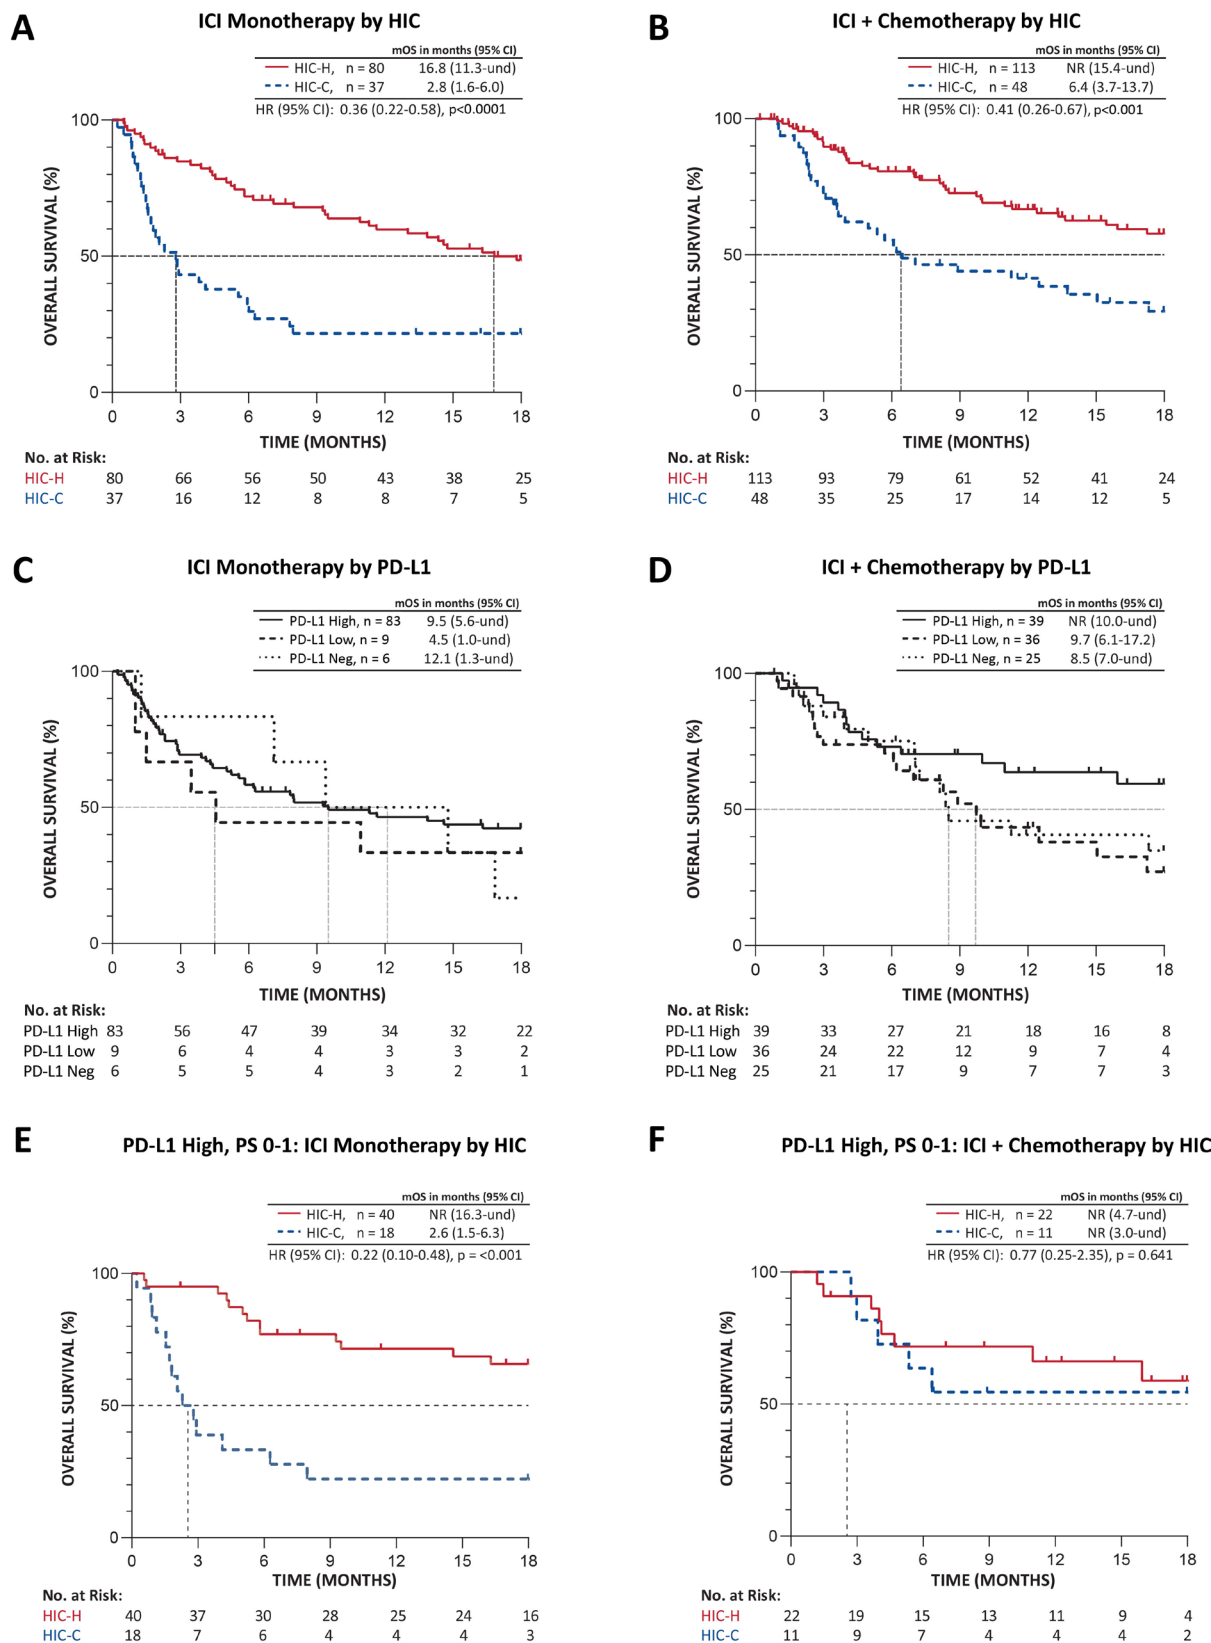 A
ICI Monotherapy by HIC
mOS in months (95% CI)
HIC-H, n = 80 16.8 (11.3-und)
HIC-C, n = 37 2.8 (1.6-6.0)
HR (95% CI): 0.36 (0.22-0.58), p<0.0001
100
50
0
OVERALL SURVIVAL (%)
0 3 6 9 12 15 18
TIME (MONTHS)
No. at Risk:
HIC-H 80 66 56 50 43 38 25
HIC-C 37 16 12 8 8 7 5
B
ICI + Chemotherapy by HIC
mOS in months (95% CI)
HIC-H, n = 113 NR (15.4-und)
HIC-C, n = 48 6.4 (3.7-13.7)
HR (95% CI): 0.41 (0.26-0.67), p<0.001
100
50
0
OVERALL SURVIVAL (%)
0 3 6 9 12 15 18
TIME (MONTHS)
No. at Risk:
HIC-H 113 93 79 61 52 41 24
HIC-C 48 35 25 17 14 12 5
C
ICI Monotherapy by PD-L1
mOS in months (95% CI)
PD-L1 High, n = 83 9.5 (5.6-und)
PD-L1 Low, n = 9 4.5 (1.0-und)
PD-L1 Neg, n = 6 12.1 (1.3-und)
100
50
0
OVERALL SURVIVAL (%)
0 3 6 9 12 15 18
TIME (MONTHS)
No. at Risk:
PD-L1 High 83 56 47 39 34 32 22
PD-L1 Low 9 6 4 4 3 3 2
PD-L1 Neg 6 5 5 4 3 2 1
D
ICI + Chemotherapy by PD-L1
mOS in months (95% CI)
PD-L1 High, n = 39 NR (10.0-und)
PD-L1 Low, n = 36 9.7 (6.1-17.2)
PD-L1 Neg, n = 25 8.5 (7.0-und)
100
50
0
OVERALL SURVIVAL (%)
0 3 6 9 12 15 18
TIME (MONTHS)
No. at Risk:
PD-L1 High 39 33 27 21 18 16 8
PD-L1 Low 36 24 22 12 9 7 4
PD-L1 Neg 25 21 17 9 7 7 3
E
PD-L1 High, PS 0-1: ICI Monotherapy by HIC
mOS in months (95% CI)
HIC-H, n = 40 NR (16.3-und)
HIC-C, n = 18 2.6 (1.5-6.3)
HR (95% CI): 0.22 (0.10-0.48), p = <0.001
100
50
0
OVERALL SURVIVAL (%)
0 3 6 9 12 15 18
TIME (MONTHS)
No. at Risk:
HIC-H 40 37 30 28 25 24 16
HIC-C 18 7 6 4 4 4 3
F
PD-L1 High, PS 0-1: ICI + Chemotherapy by HIC
mOS in months (95% CI)
HIC-H, n = 22 NR (4.7-und)
HIC-C, n = 11 NR (3.0-und)
HR (95% CI): 0.77 (0.25-2.35), p = 0.641
100
50
0
OVERALL SURVIVAL (%)
0 3 6 9 12 15 18
TIME (MONTHS)
No. at Risk:
HIC-H 22 19 15 13 11 9 4
HIC-C 11 9 7 4 4 4 2